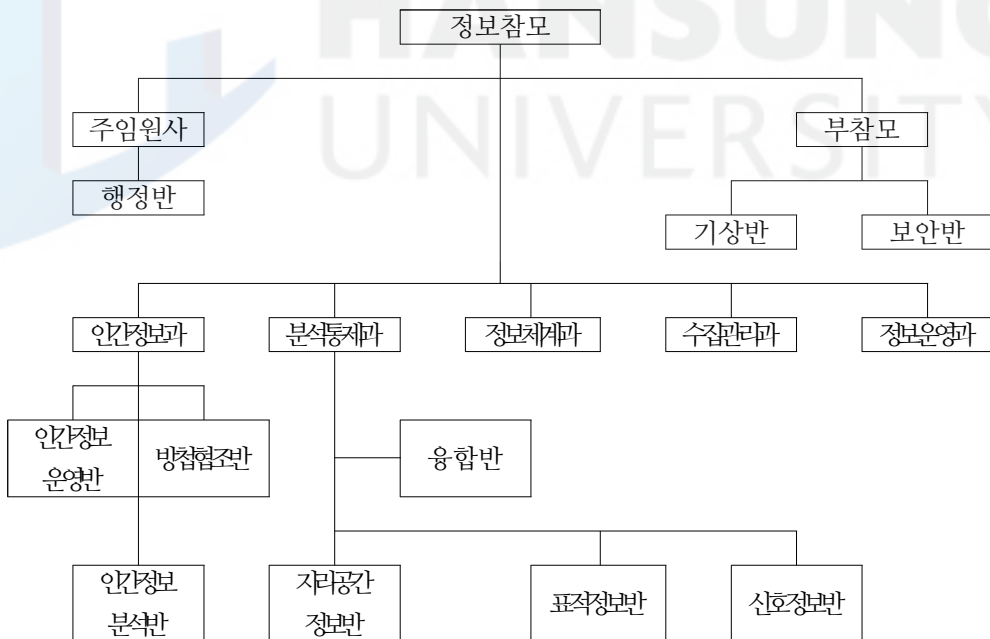 HANSUNG
UNIVERSITY
정보참모
주임원사
부참모
행정반
기상반
보안반
인간정보과
분석통제과
정보체계과
수집관리과
정보운영과
인간정보
운영반
방첩협조반
융합반
인간정보
분석반
지리공간
정보반
표적정보반
신호정보반